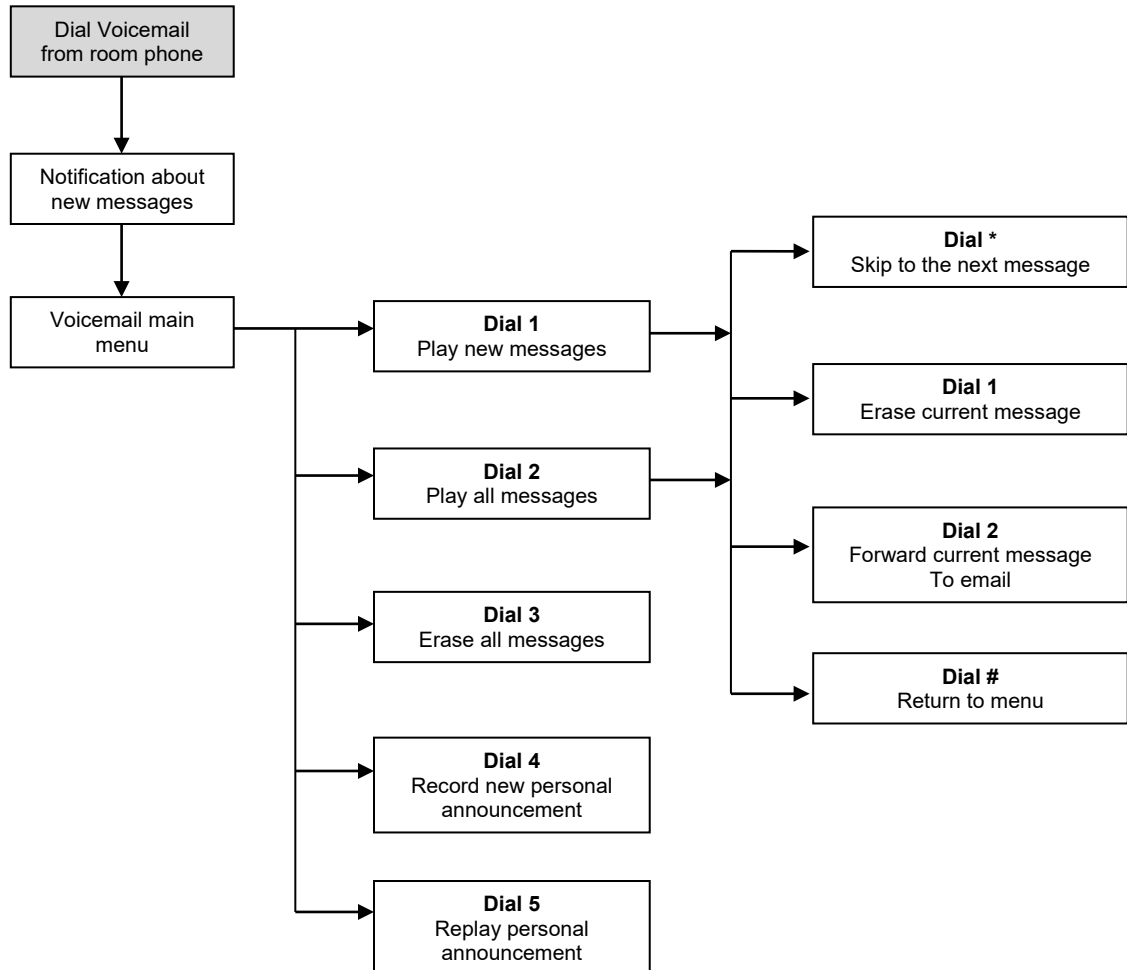 Dial Voicemail
from room phone
Notification about
new messages
Voicemail main
menu
Dial 1
Play new messages
Dial 2
Play all messages
Dial 3
Erase all messages
Dial 4
Record new personal
announcement
Dial 5
Replay personal
announcement
Dial *
Skip to the next message
Dial 1
Erase current message
Dial 2
Forward current message
To email
Dial #
Return to menu